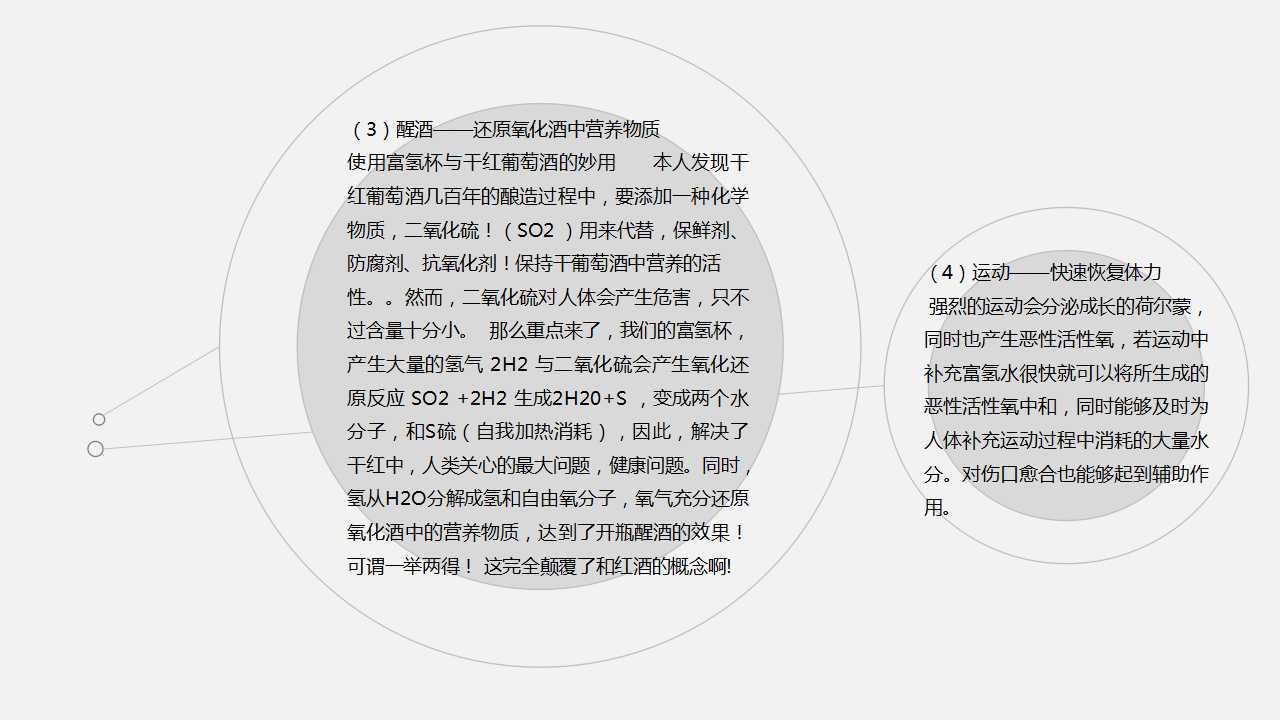 （3）醒酒——还原氧化酒中营养物质
使用富氢杯与干红葡萄酒的妙用　　本人发现干
红葡萄酒几百年的酿造过程中，要添加一种化学
物质，二氧化硫！（SO2 ）用来代替，保鲜剂、
防腐剂、抗氧化剂！保持干葡萄酒中营养的活
性。。然而，二氧化硫对人体会产生危害，只不
过含量十分小。 那么重点来了，我们的富氢杯，
产生大量的氢气 2H2 与二氧化硫会产生氧化还
原反应 SO2 +2H2 生成2H20+S ，变成两个水
分子，和S硫（自我加热消耗），因此，解决了
干红中，人类关心的最大问题，健康问题。同时，
氢从H2O分解成氢和自由氧分子，氧气充分还原
氧化酒中的营养物质，达到了开瓶醒酒的效果！
可谓一举两得！ 这完全颠覆了和红酒的概念啊!
（4）运动——快速恢复体力
强烈的运动会分泌成长的荷尔蒙，
同时也产生恶性活性氧，若运动中
补充富氢水很快就可以将所生成的
恶性活性氧中和，同时能够及时为
人体补充运动过程中消耗的大量水
分。对伤口愈合也能够起到辅助作
用。